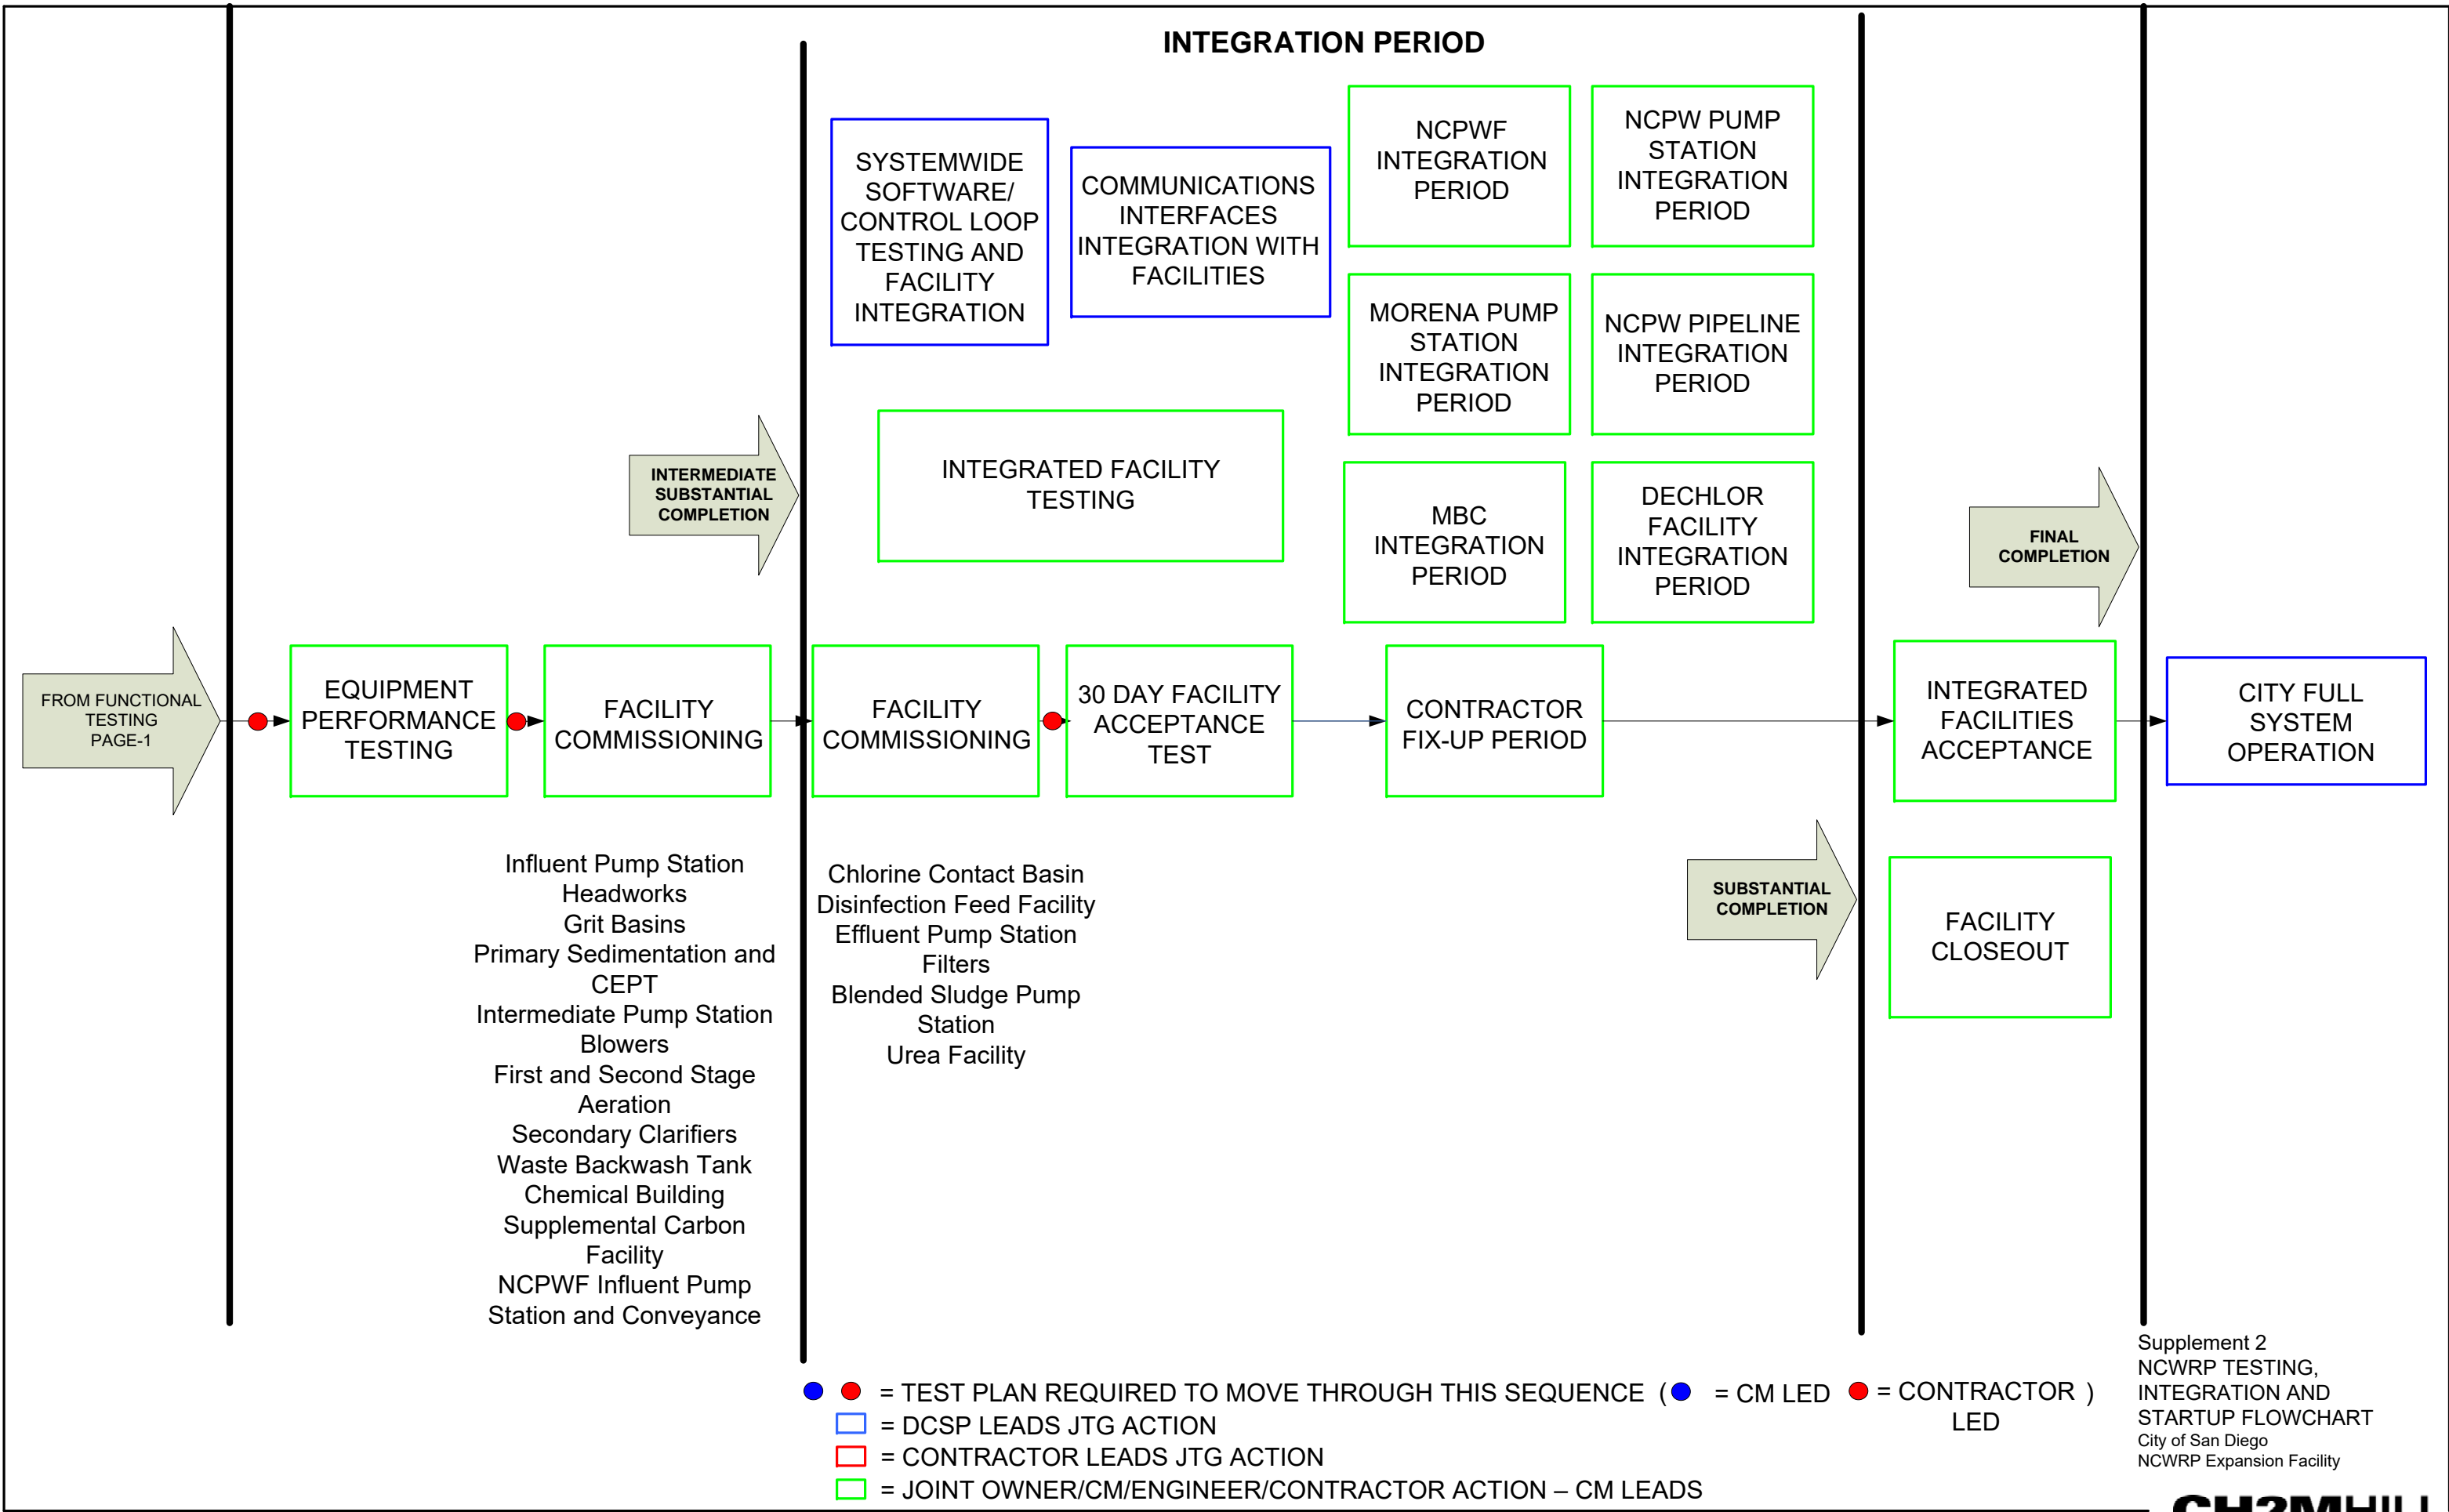 INTEGRATION PERIOD
SYSTEMWIDE
SOFTWARE/
CONTROL LOOP
TESTING AND
FACILITY
INTEGRATION
COMMUNICATIONS
INTERFACES
INTEGRATION WITH
FACILITIES
NCPWF
INTEGRATION
PERIOD
NCPW PUMP
STATION
INTEGRATION
PERIOD
MORENA PUMP
STATION
INTEGRATION
PERIOD
NCPW PIPELINE
INTEGRATION
PERIOD
INTERMEDIATE
SUBSTANTIAL
COMPLETION
INTEGRATED FACILITY
TESTING
MBC
INTEGRATION
PERIOD
DECHLOR
FACILITY
INTEGRATION
PERIOD
FINAL
COMPLETION
FROM FUNCTIONAL
TESTING
PAGE-1
EQUIPMENT
PERFORMANCE
TESTING
FACILITY
COMMISSIONING
FACILITY
COMMISSIONING
30 DAY FACILITY
ACCEPTANCE
TEST
CONTRACTOR
FIX-UP PERIOD
INTEGRATED
FACILITIES
ACCEPTANCE
CITY FULL
SYSTEM
OPERATION
Influent Pump Station
Headworks
Grit Basins
Primary Sedimentation and
CEPT
Intermediate Pump Station
Blowers
First and Second Stage
Aeration
Secondary Clarifiers
Waste Backwash Tank
Chemical Building
Supplemental Carbon
Facility
NCPWF Influent Pump
Station and Conveyance
Chlorine Contact Basin
Disinfection Feed Facility
Effluent Pump Station
Filters
Blended Sludge Pump
Station
Urea Facility
SUBSTANTIAL
COMPLETION
FACILITY
CLOSEOUT
= TEST PLAN REQUIRED TO MOVE THROUGH THIS SEQUENCE ( = CM LED = CONTRACTOR )
LED
= DCSP LEADS JTG ACTION
= CONTRACTOR LEADS JTG ACTION
= JOINT OWNER/CM/ENGINEER/CONTRACTOR ACTION – CM LEADS
Supplement 2
NCWRP TESTING,
INTEGRATION AND
STARTUP FLOWCHART
City of San Diego
NCWRP Expansion Facility
CH2MHILL